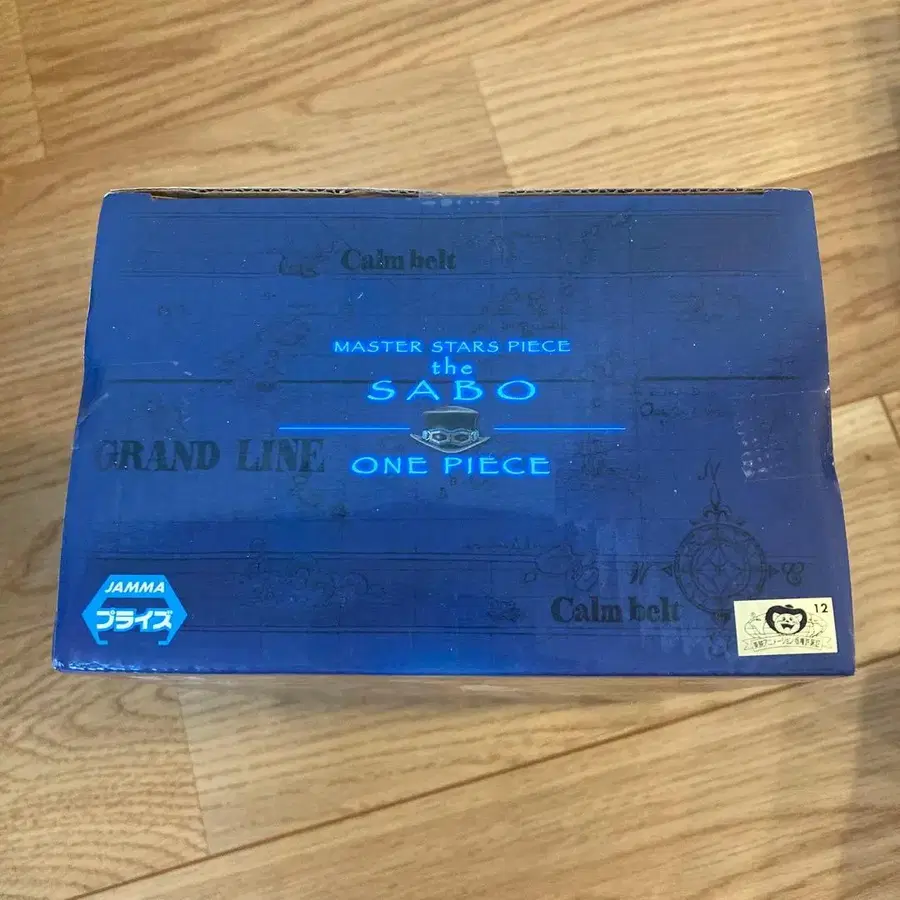 Calm belt
MASTER STARS PIECE
the
SABO
GRAND LINE
ONE PIECE
N
W
E
JAMMA
プライズ
Calm belt
12